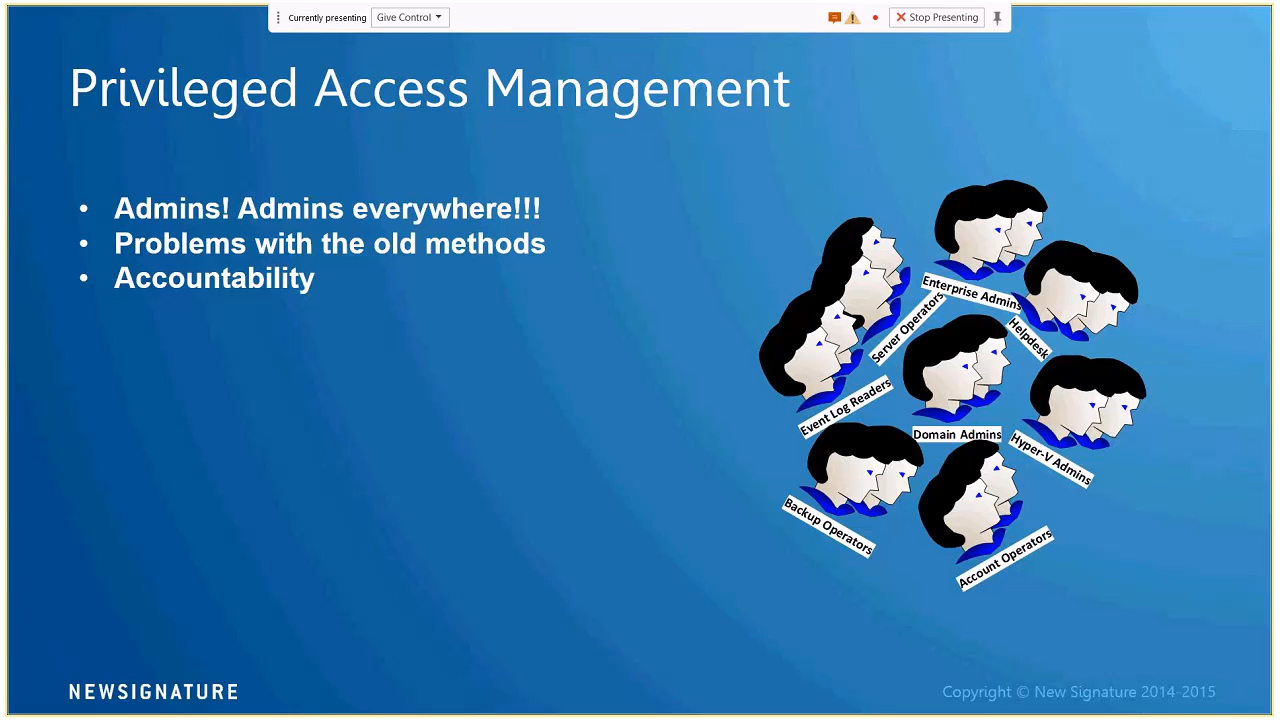 Currently presenting
Give Control
Stop Presenting
Privileged Access Management
• Admins! Admins everywhere!!!
• Problems with the old methods
• Accountability
Enterprise Admins
Server Operators
Helpdesk
Event Log Readers
Domain Admins
Hyper-V Admins
Backup Operators
Account Operators
NEWSIGNATURE
Copyright © New Signature 2014-2015